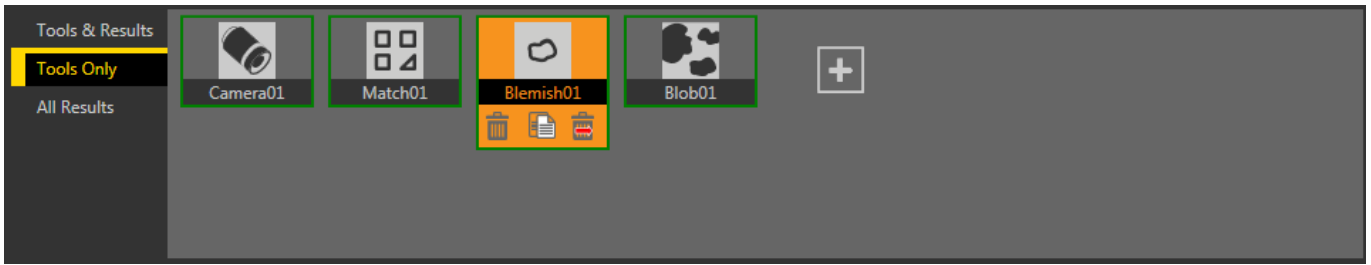 Tools & Results
Tools Only
All Results
Camera01
Match01
Blemish01
Blob01